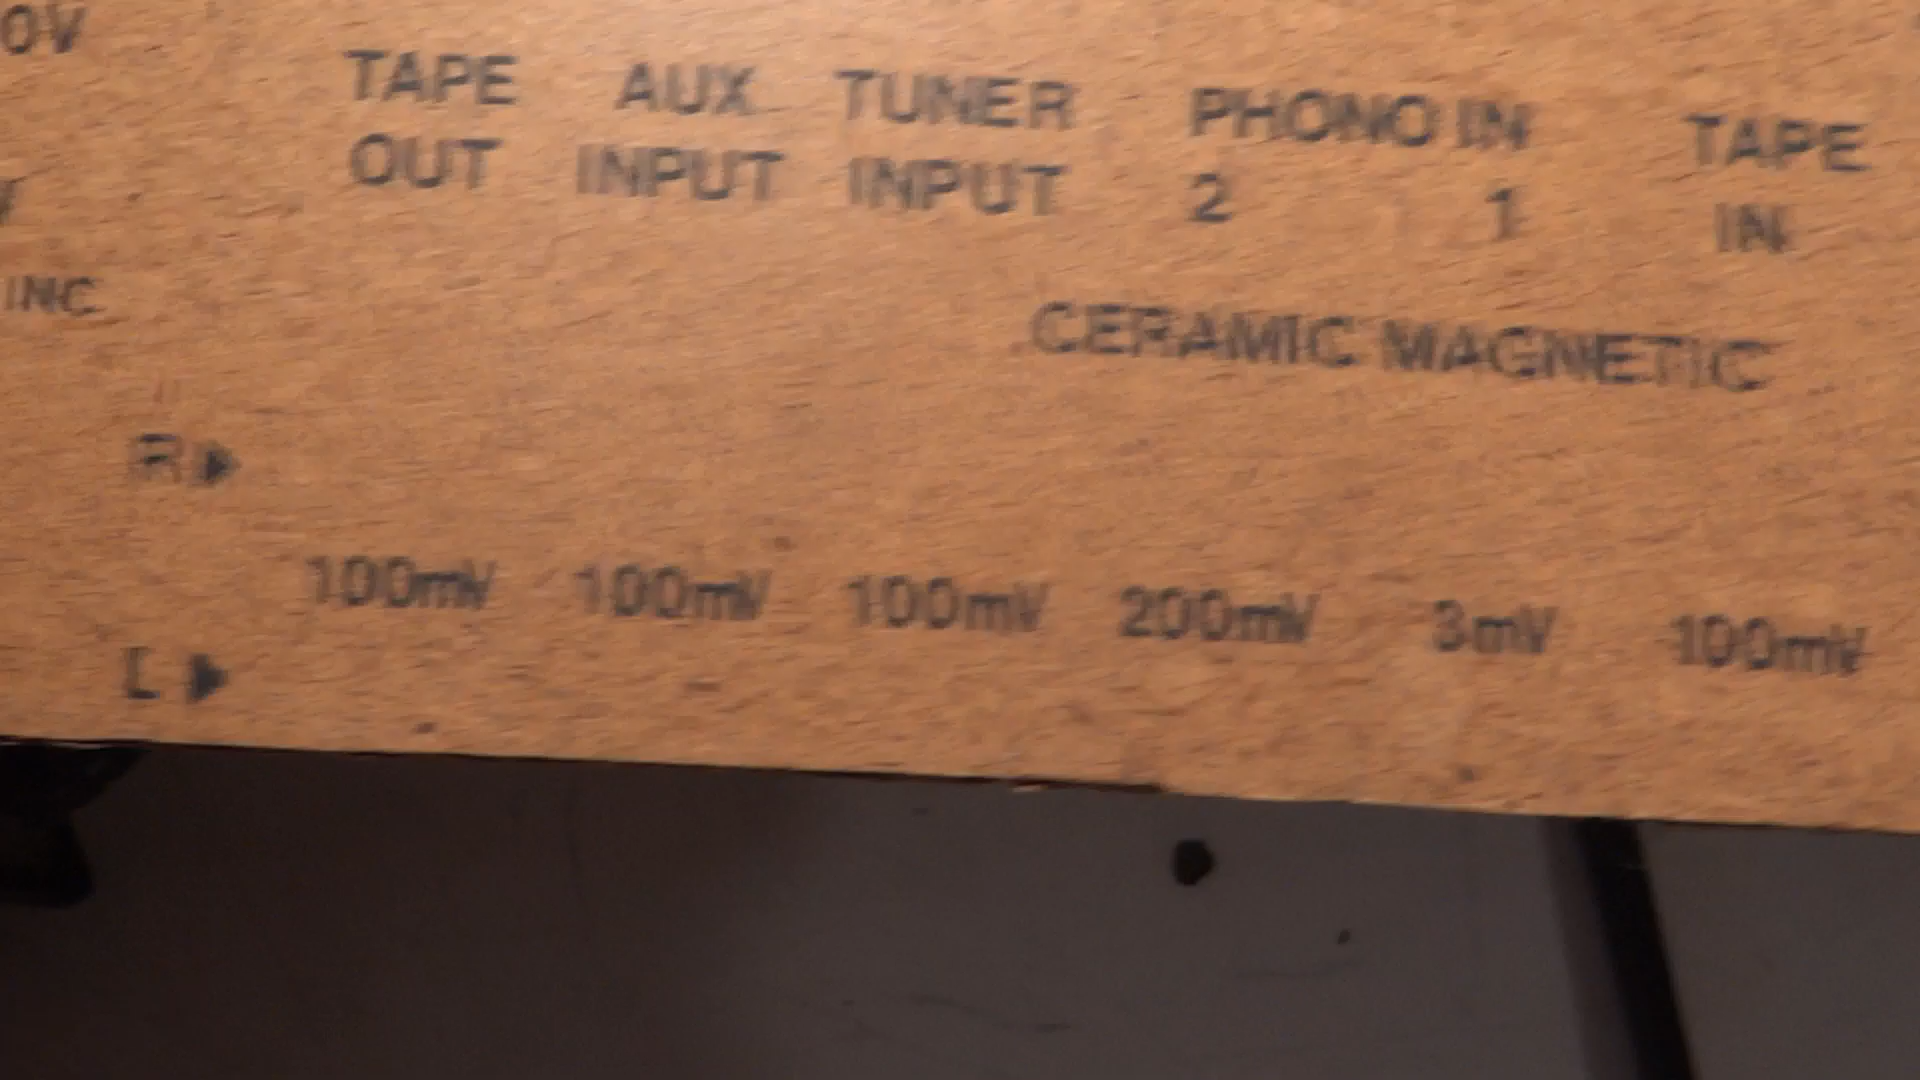 0V
TAPE AUX TUNER PHONO IN TAPE
OUT INPUT INPUT 2 1 IN
INC
CERAMIC MAGNETIC
R▶
100mV 100mV 100mV 200mV 3mV 100mV
L▶